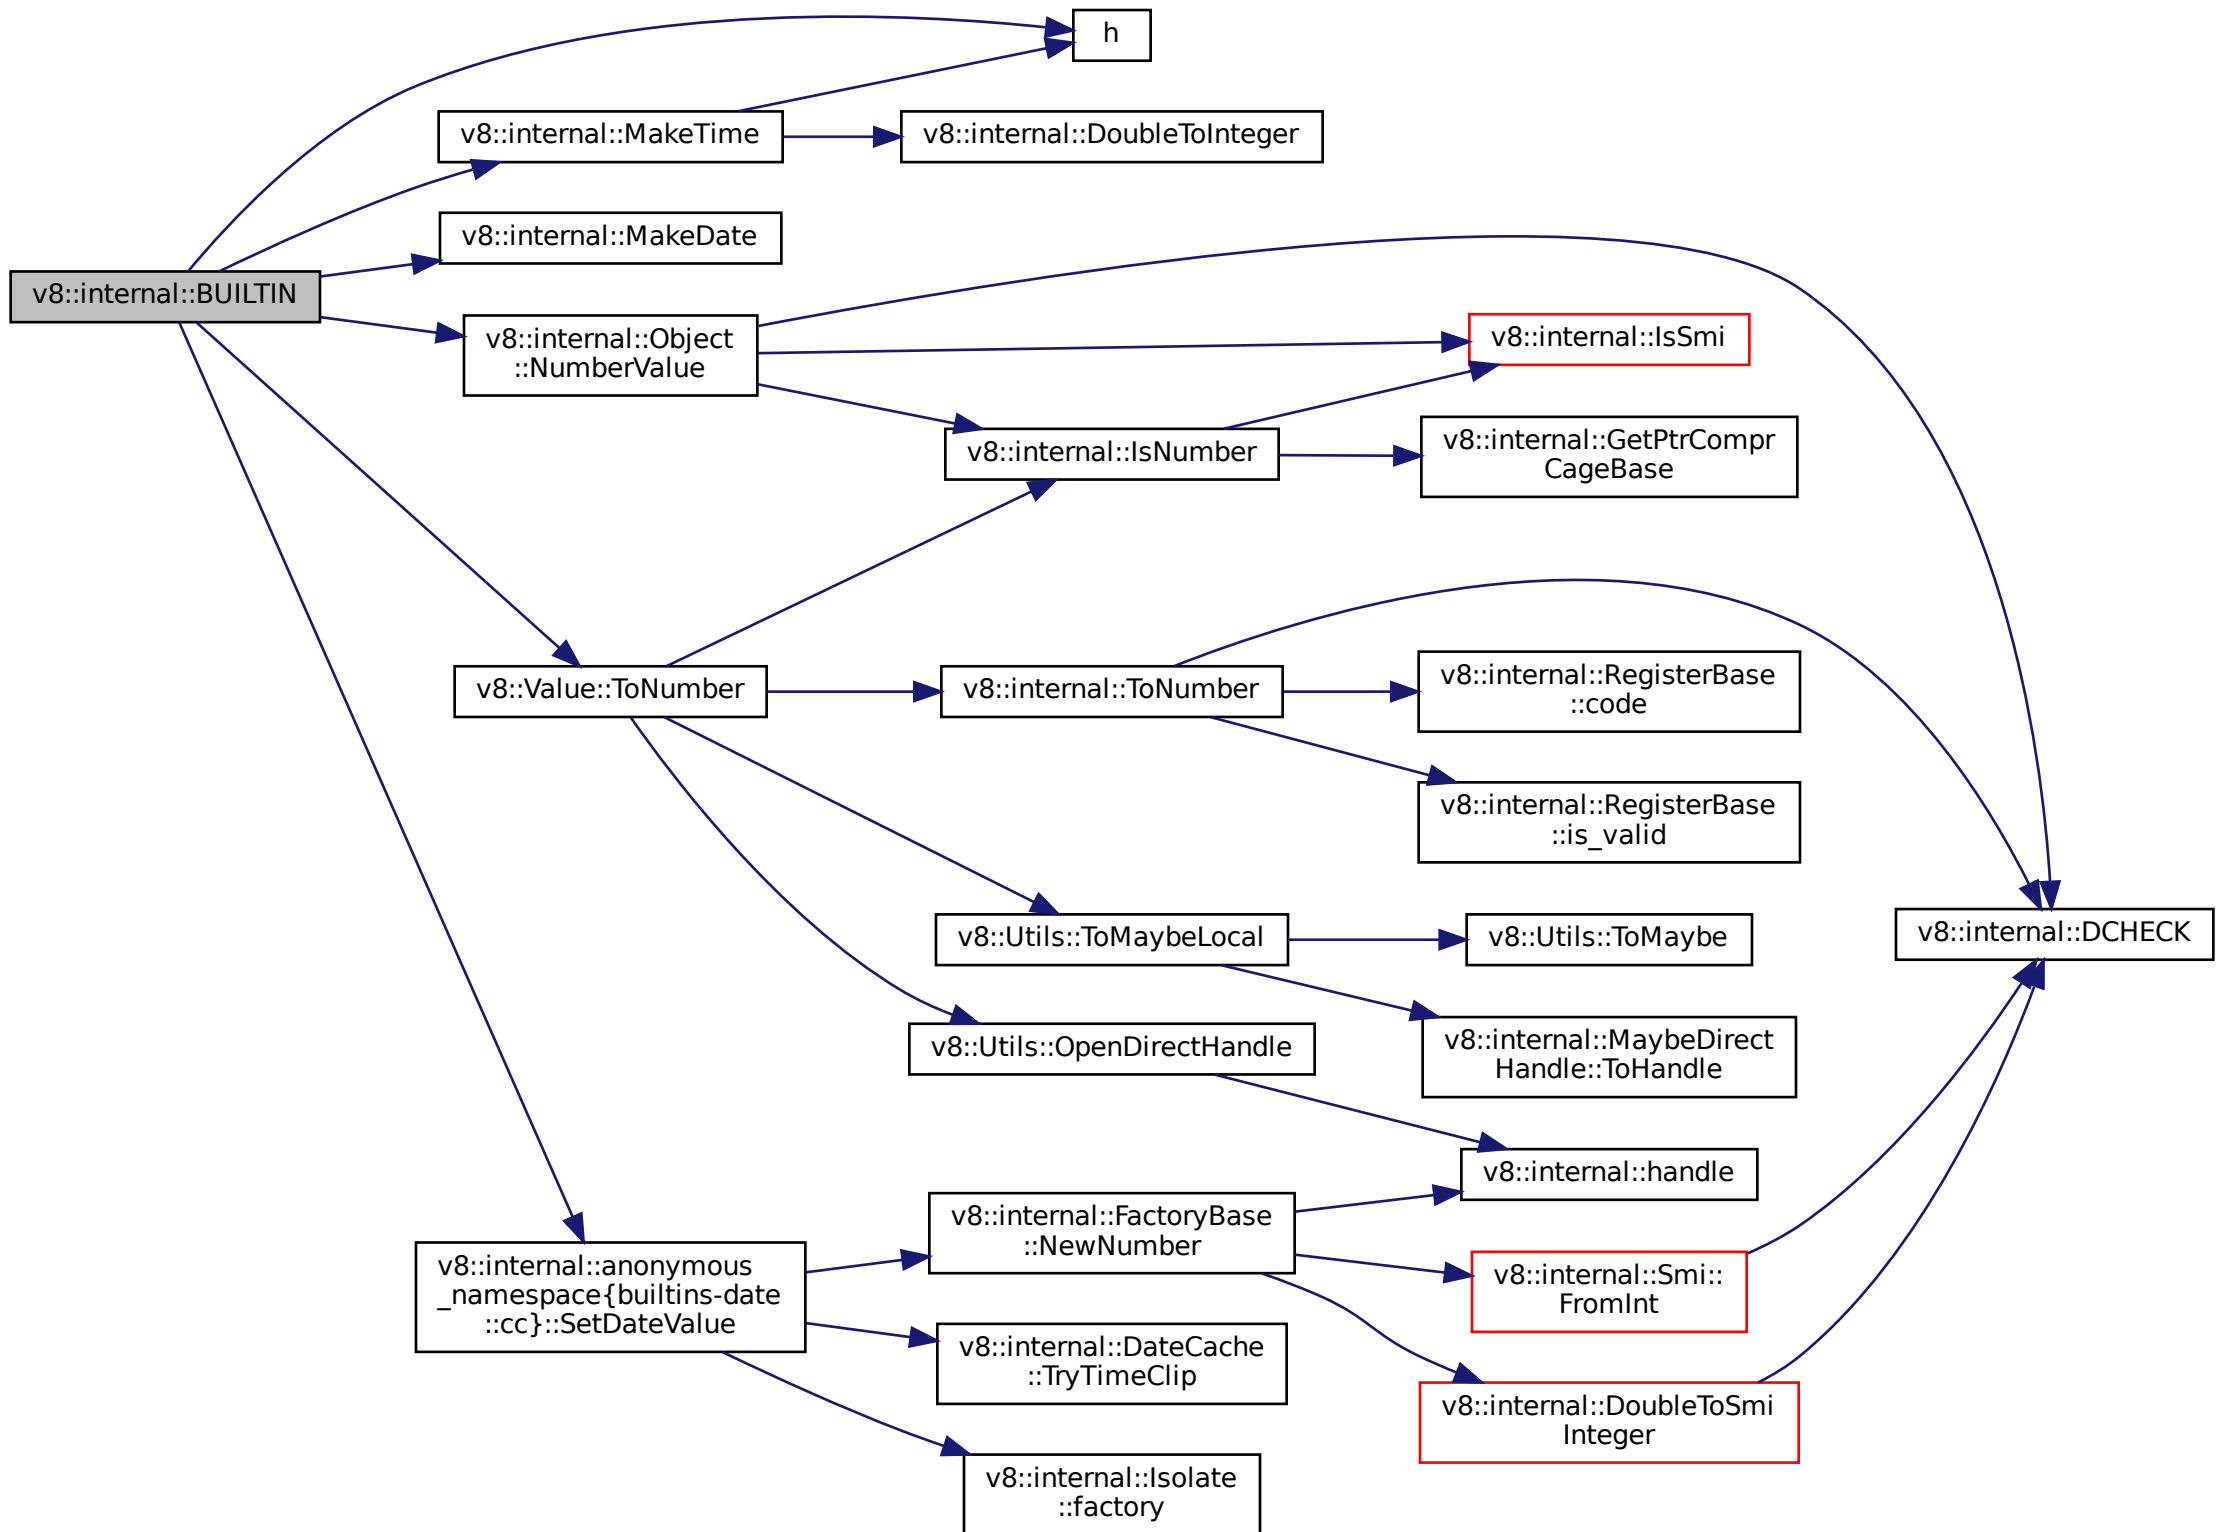 h
v8::internal::MakeTime
v8::internal::DoubleToInteger
v8::internal::MakeDate
v8::internal::BUILTIN
v8::internal::Object
::NumberValue
v8::internal::IsSmi
v8::internal::IsNumber
v8::internal::GetPtrCompr
CageBase
v8::Value::ToNumber
v8::internal::ToNumber
v8::internal::RegisterBase
::code
v8::internal::RegisterBase
::is_valid
v8::Utils::ToMaybeLocal
v8::Utils::ToMaybe
v8::internal::DCHECK
v8::Utils::OpenDirectHandle
v8::internal::MaybeDirect
Handle::ToHandle
v8::internal::handle
v8::internal::FactoryBase
::NewNumber
v8::internal::anonymous
_namespace{builtins-date
::cc}::SetDateValue
v8::internal::Smi::
FromInt
v8::internal::DateCache
::TryTimeClip
v8::internal::DoubleToSmi
Integer
v8::internal::Isolate
::factory